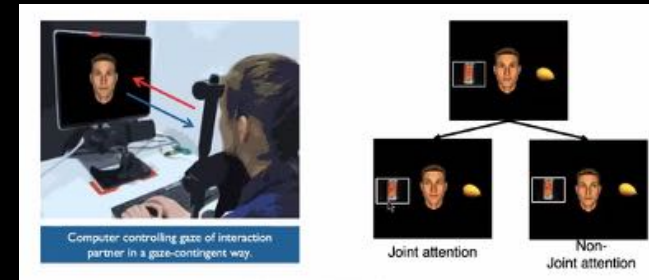 Computer controlling gaze of interaction
partner in a gaze-contingent way.
Joint attention
Non-
Joint attention